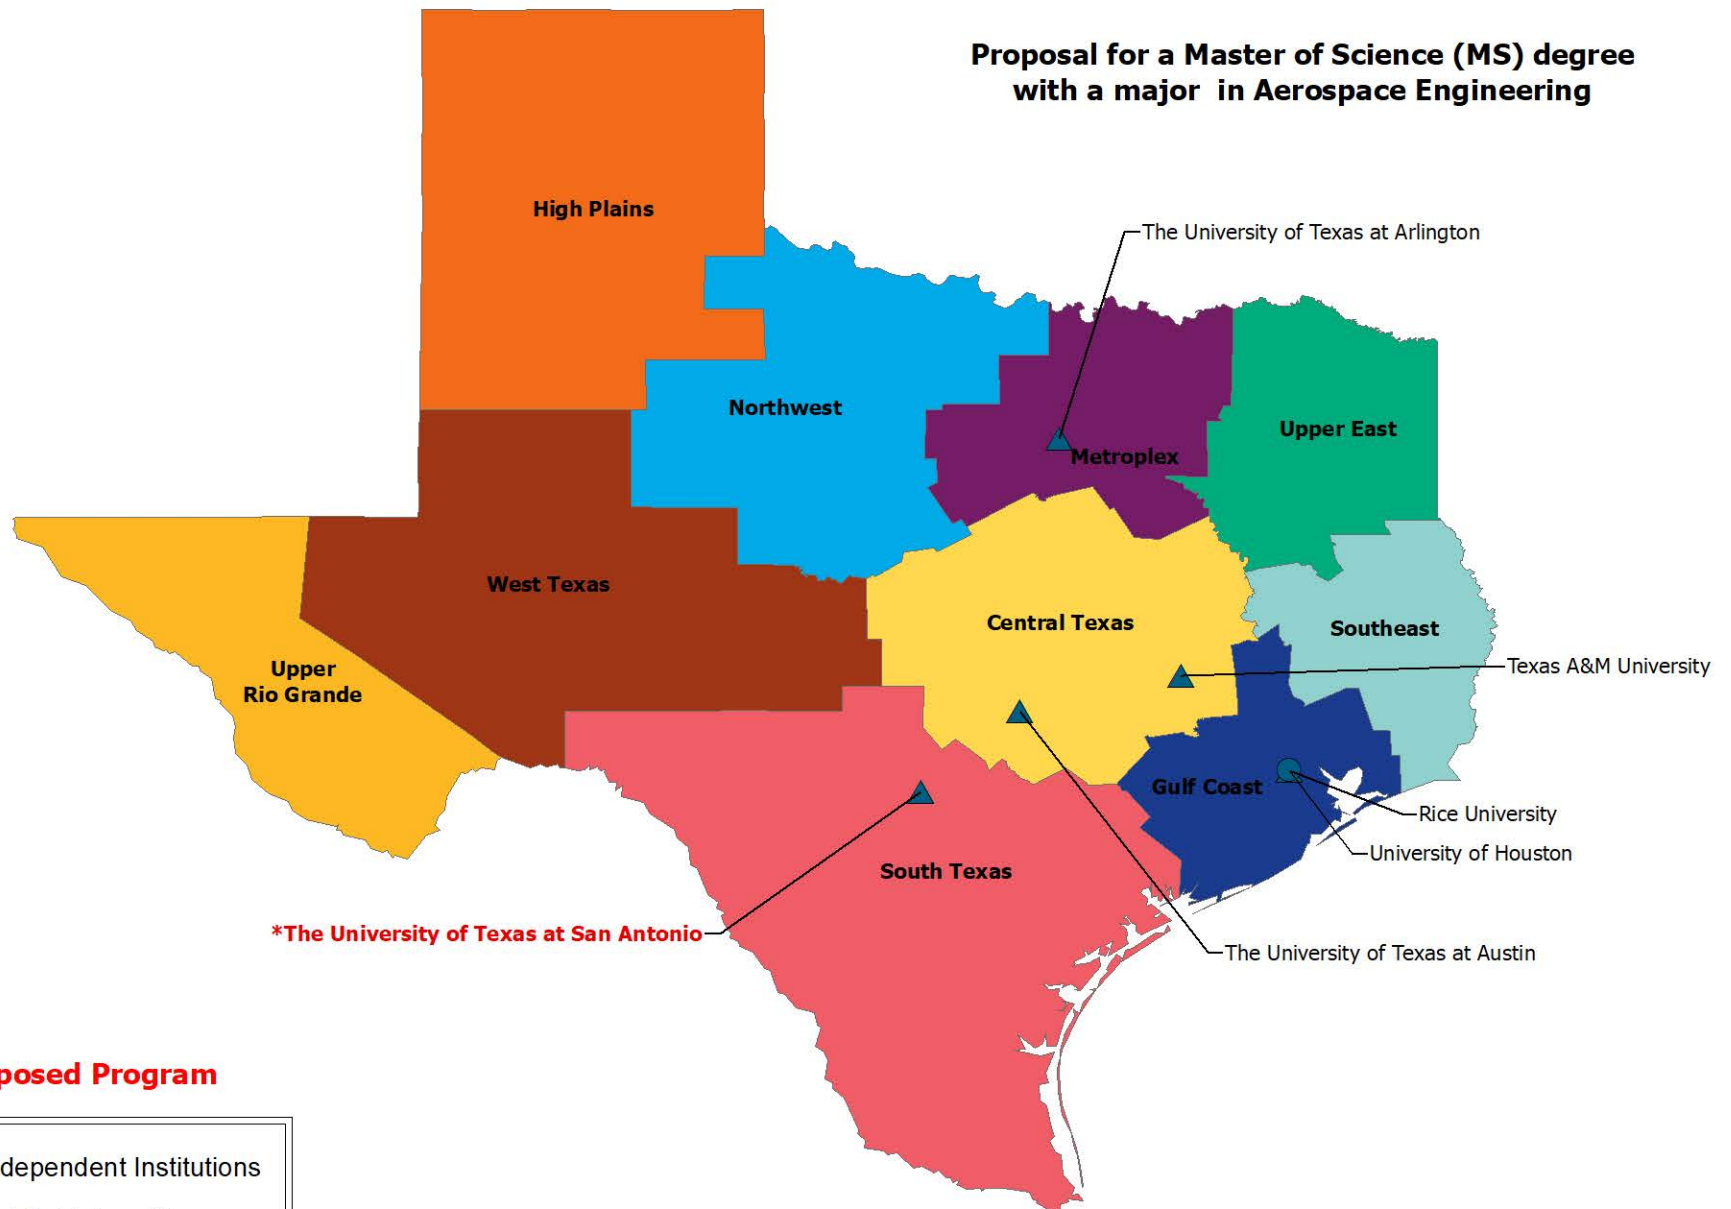 Proposal for a Master of Science (MS) degree
with a major in Aerospace Engineering
High Plains
The University of Texas at Arlington
Northwest
Upper East
Metroplex
West Texas
Central Texas
Southeast
Upper
Rio Grande
Texas A&M University
Gulf Coast
Rice University
University of Houston
South Texas
*The University of Texas at San Antonio
The University of Texas at Austin
posed Program
dependent Institutions